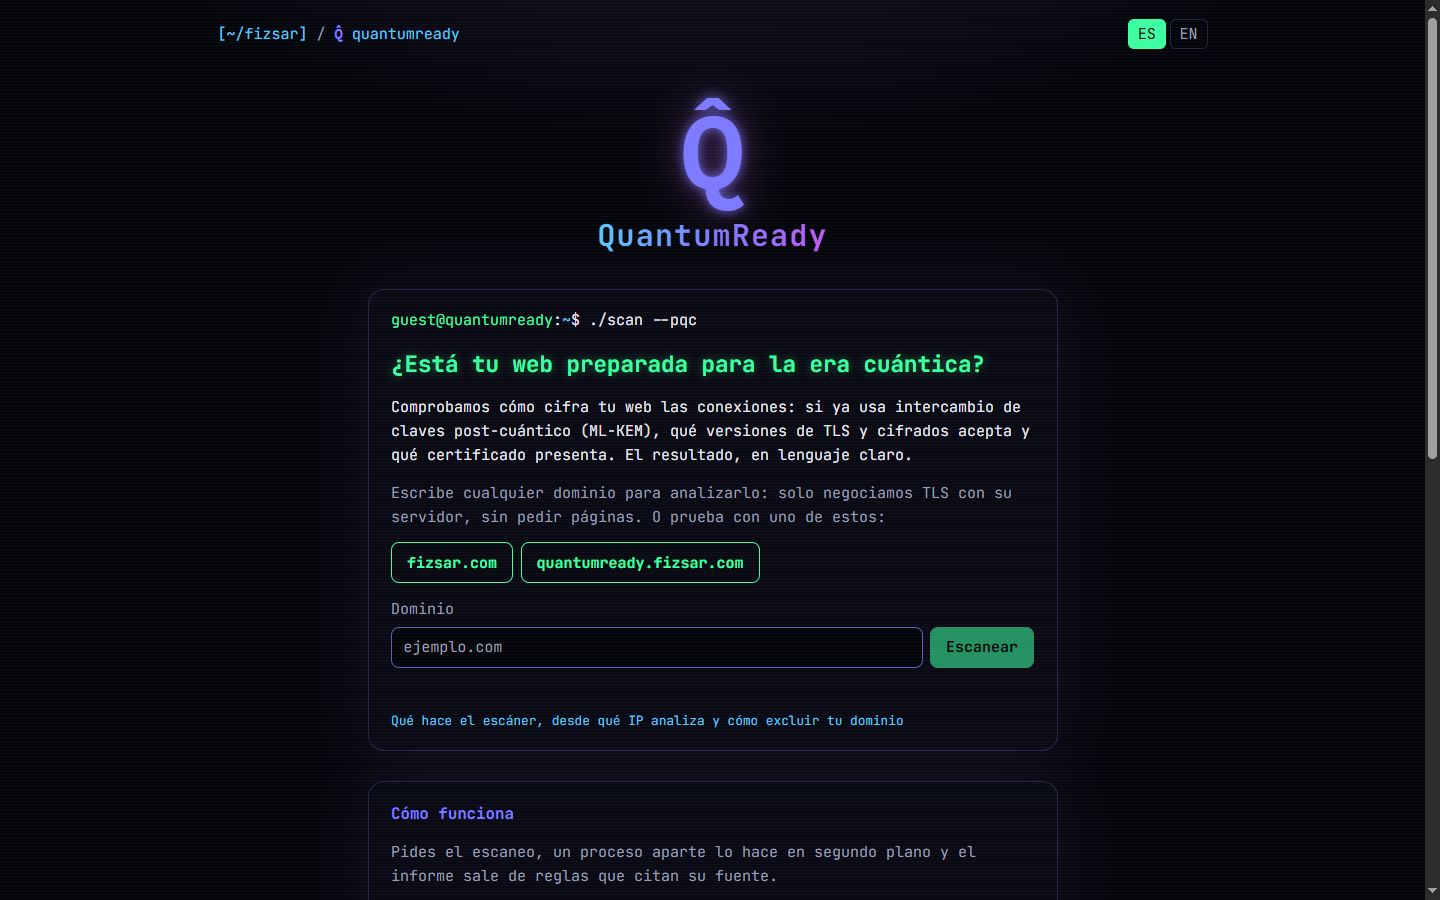 [~/fizsar] / Q̂ quantumready
ES EN
Q̂
QuantumReady
guest@quantumready:~$ ./scan --pqc
¿Está tu web preparada para la era cuántica?
Comprobamos cómo cifra tu web las conexiones: si ya usa intercambio de
claves post-cuántico (ML-KEM), qué versiones de TLS y cifrados acepta y
qué certificado presenta. El resultado, en lenguaje claro.
Escribe cualquier dominio para analizarlo: solo negociamos TLS con su
servidor, sin pedir páginas. O prueba con uno de estos:
fizsar.com quantumready.fizsar.com
Dominio
ejemplo.com Escanear
Qué hace el escáner, desde qué IP analiza y cómo excluir tu dominio
Cómo funciona
Pides el escaneo, un proceso aparte lo hace en segundo plano y el
informe sale de reglas que citan su fuente.